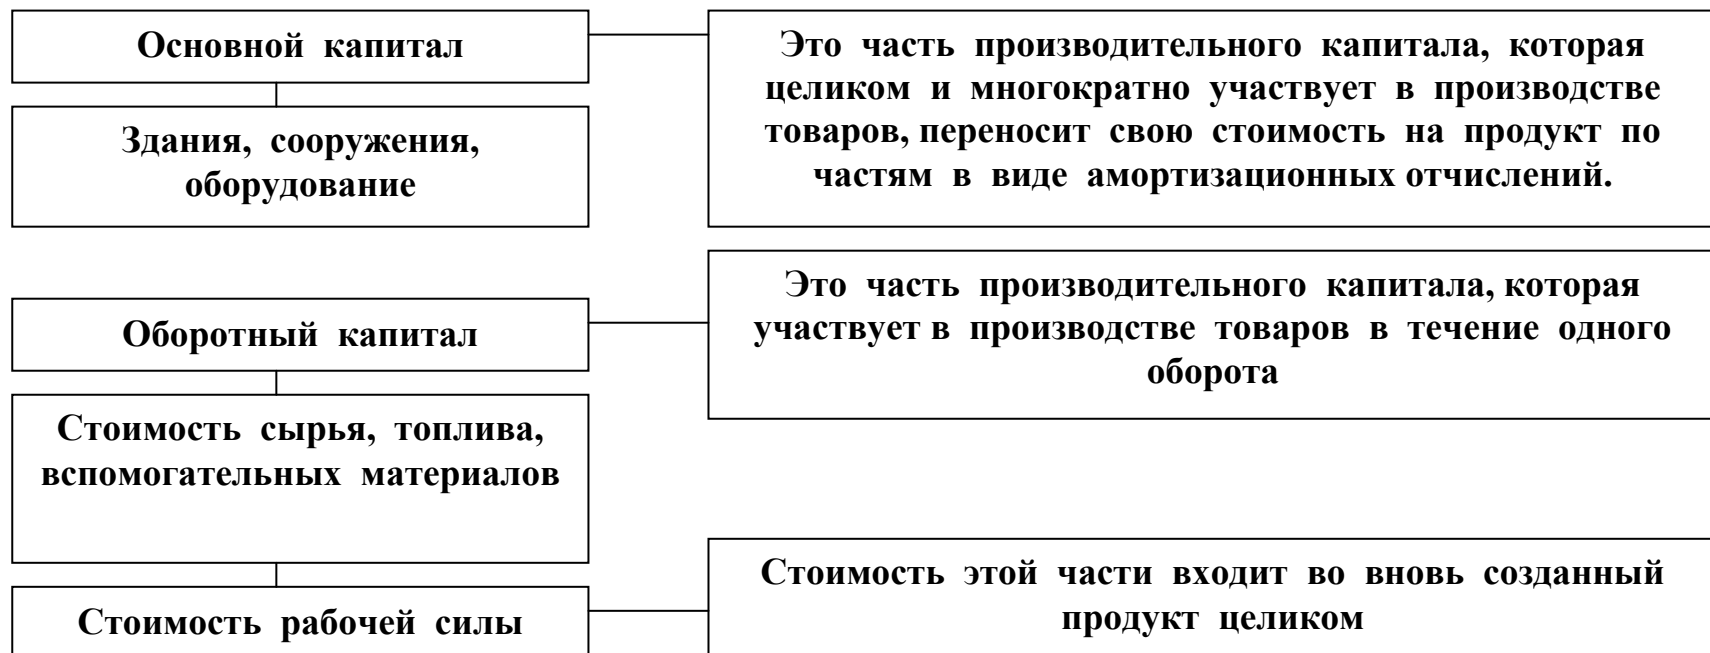 Основной капитал
Это часть производительного капитала, которая
целиком и многократно участвует в производстве
товаров, переносит свою стоимость на продукт по
частям в виде амортизационных отчислений.
Здания, сооружения,
оборудование
Оборотный капитал
Это часть производительного капитала, которая
участвует в производстве товаров в течение одного
оборота
Стоимость сырья, топлива,
вспомогательных материалов
Стоимость рабочей силы
Стоимость этой части входит во вновь созданный
продукт целиком